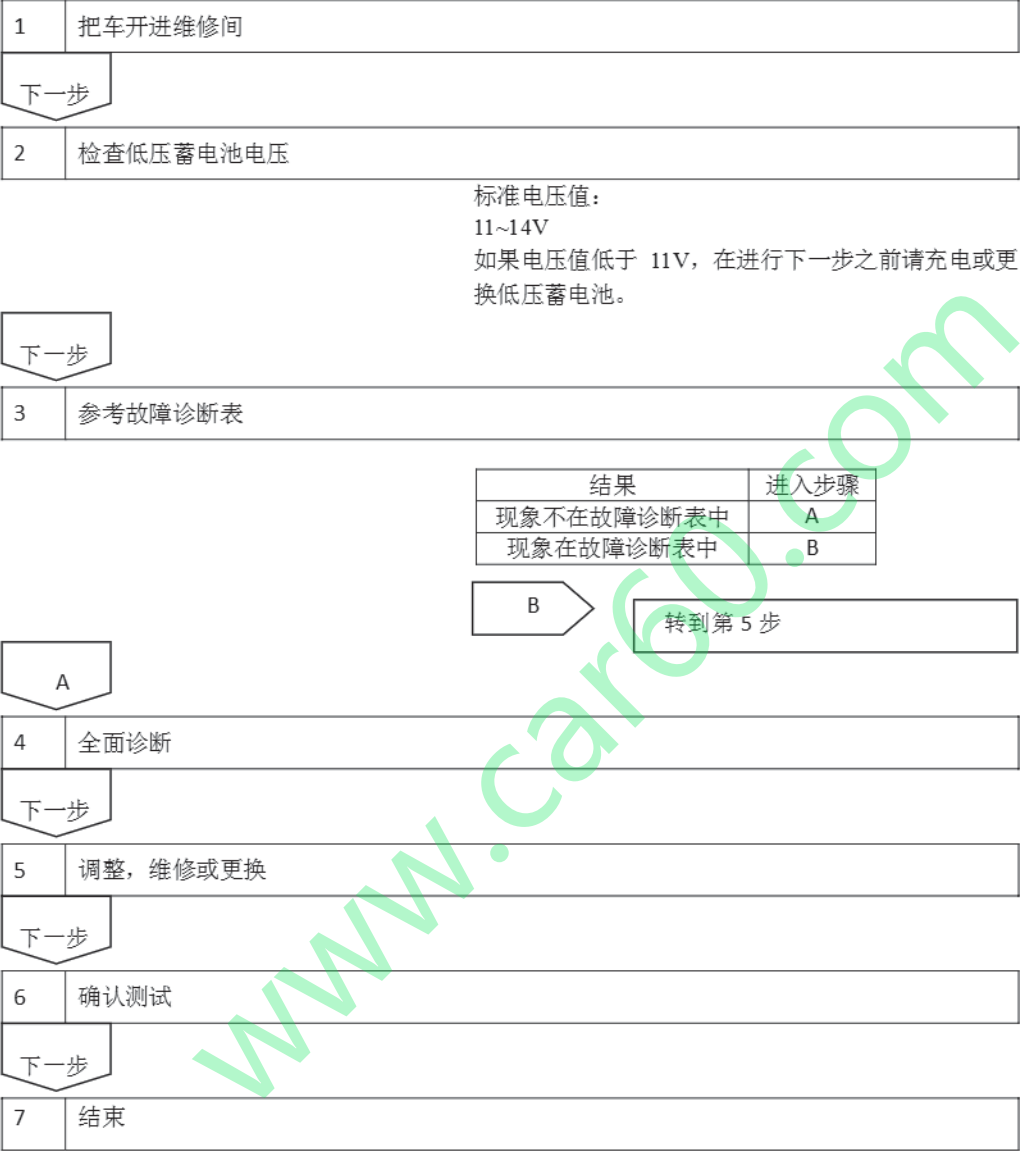 1 把车开进维修间
下一步
2 检查低压蓄电池电压
标准电压值：
11~14V
如果电压值低于 11V，在进行下一步之前请充电或更
换低压蓄电池。
下一步
3 参考故障诊断表
结果 进入步骤
现象不在故障诊断表中 A
现象在故障诊断表中 B
B 转到第 5 步
A
4 全面诊断
下一步
5 调整，维修或更换
下一步
6 确认测试
下一步
7 结束
www.car60.com